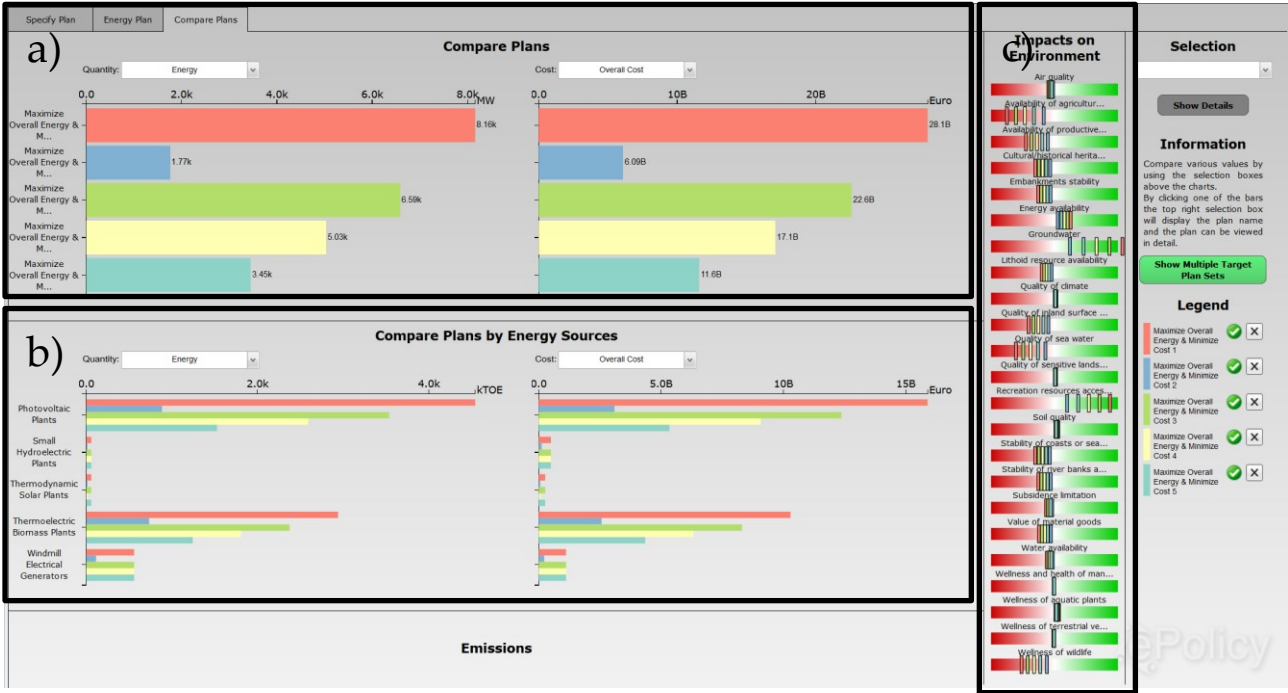 Specify Plan
Energy Plan
Compare Plans
a)
Compare Plans
Quantity:
Energy
Cost:
Overall Cost
0.0
2.0k
4.0k
6.0k
8.0k
MW
0.0
10B
20B
Euro
Maximize
Overall Energy &
M...
8.16k
28.1B
Maximize
Overall Energy &
M...
1.77k
6.09B
Maximize
Overall Energy &
M...
6.59k
22.6B
Maximize
Overall Energy &
M...
5.03k
17.1B
Maximize
Overall Energy &
M...
3.45k
11.6B
b)
Compare Plans by Energy Sources
Quantity:
Energy
Cost:
Overall Cost
0.0
2.0k
4.0k
kTOE
0.0
5.0B
10B
15B
Euro
Photovoltaic
Plants
Small
Hydroelectric
Plants
Thermodynamic
Solar Plants
Thermoelectric
Biomass Plants
Windmill
Electrical
Generators
Emissions
c)
Impacts on
Environment
Air quality
Availability of agricultur...
Availability of productive...
Cultural/historical herita...
Embankments stability
Energy availability
Groundwater
Lithoid resource availability
Quality of climate
Quality of inland surface ...
Quality of sea water
Quality of sensitive lands...
Recreation resources acces...
Soil quality
Stability of coasts or sea...
Stability of river banks a...
Subsidence limitation
Value of material goods
Water availability
Wellness and health of man...
Wellness of aquatic plants
Wellness of terrestrial ve...
Wellness of wildlife
Selection
Show Details
Information
Compare various values by
using the selection boxes
above the charts.
By clicking one of the bars
the top right selection box
will display the plan name
and the plan can be viewed
in detail.
Show Multiple Target
Plan Sets
Legend
Maximize Overall
Energy & Minimize
Cost 1
Maximize Overall
Energy & Minimize
Cost 2
Maximize Overall
Energy & Minimize
Cost 3
Maximize Overall
Energy & Minimize
Cost 4
Maximize Overall
Energy & Minimize
Cost 5
ePolicy